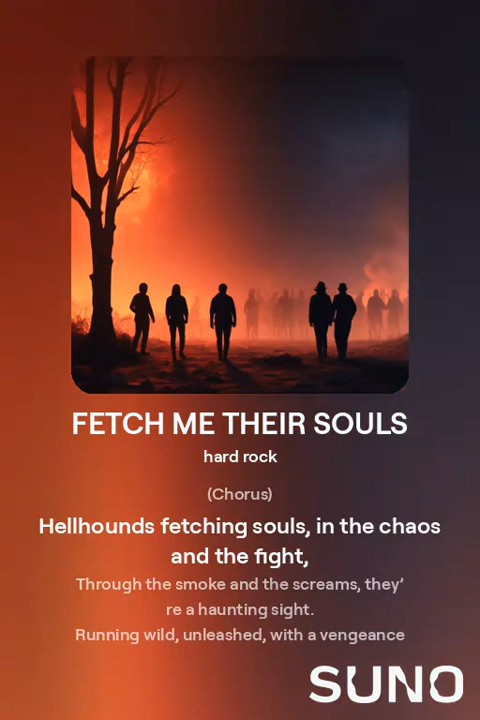 FETCH ME THEIR SOULS
hard rock
(Chorus)
Hellhounds fetching souls, in the chaos
and the fight,
Through the smoke and the screams, they’
re a haunting sight.
Running wild, unleashed, with a vengeance
SUNO